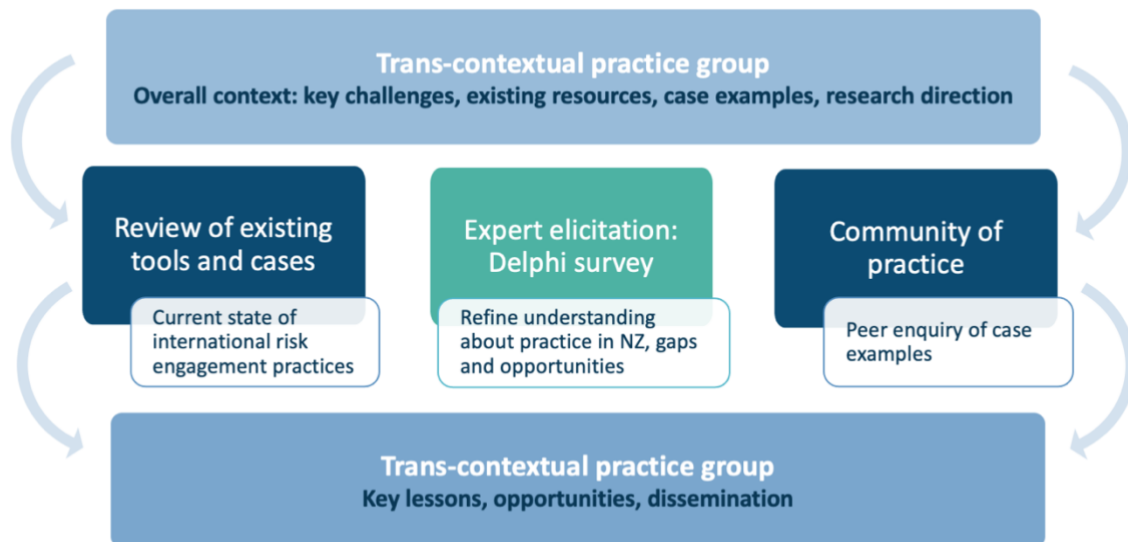 Trans-contextual practice group
Overall context: key challenges, existing resources, case examples, research direction
Review of existing
tools and cases
Current state of
international risk
engagement practices
Expert elicitation:
Delphi survey
Refine understanding
about practice in NZ, gaps
and opportunities
Community of
practice
Peer enquiry of case
examples
Trans-contextual practice group
Key lessons, opportunities, dissemination